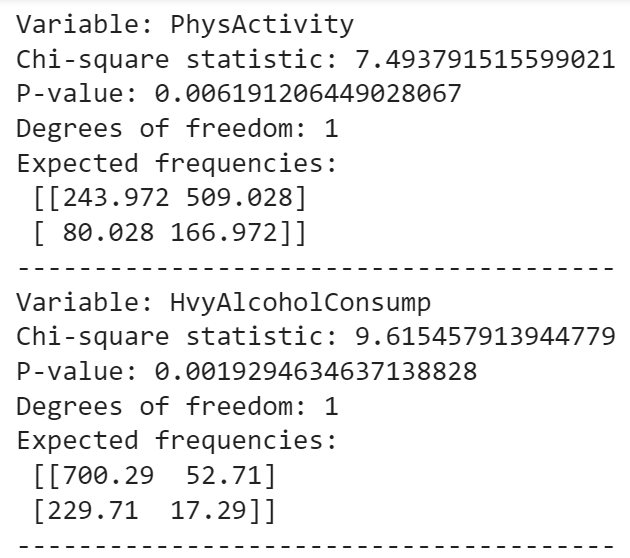 Variable: PhysActivity
Chi-square statistic: 7.493791515599021
P-value: 0.006191206449028067
Degrees of freedom: 1
Expected frequencies:
[[243.972 509.028]
[ 80.028 166.972]]
----------------------------------------
Variable: HvyAlcoholConsump
Chi-square statistic: 9.615457913944779
P-value: 0.0019294634637138828
Degrees of freedom: 1
Expected frequencies:
[[700.29  52.71]
[229.71  17.29]]
----------------------------------------